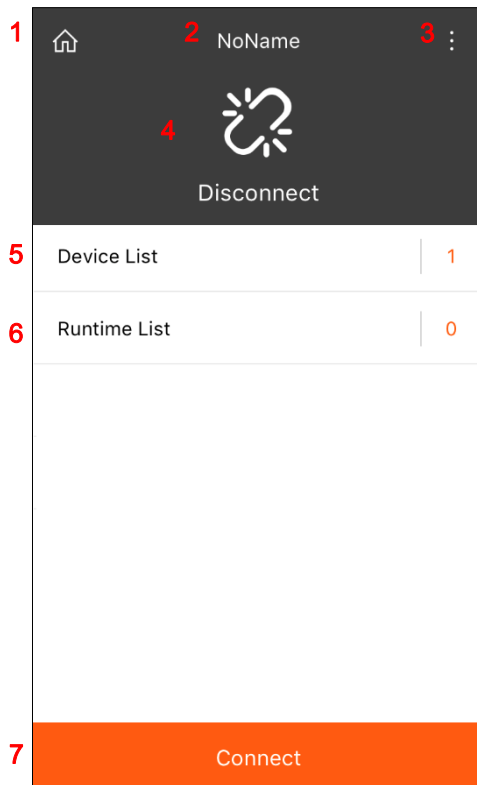 1 2 NoName 3
4
Disconnect
5 Device List 1
6 Runtime List 0
7 Connect